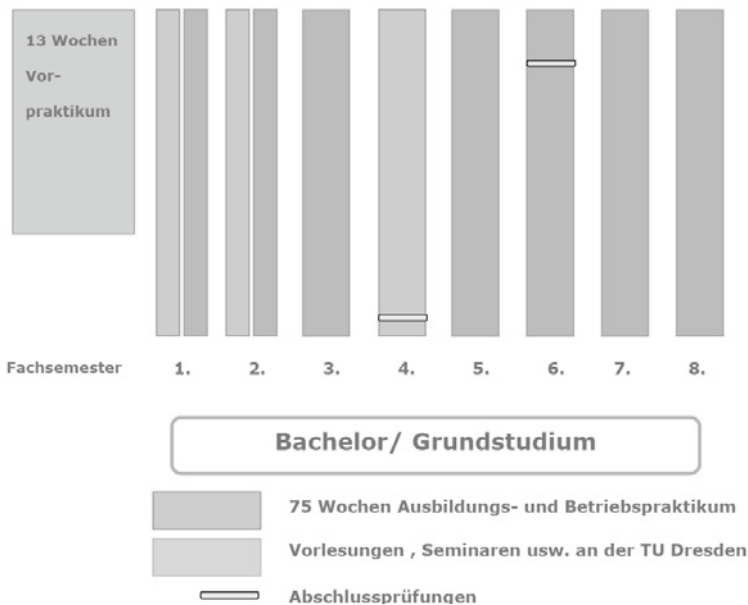 13 Wochen
Vor-
praktikum
Fachsemester 1. 2. 3. 4. 5. 6. 7. 8.
Bachelor/ Grundstudium
75 Wochen Ausbildungs- und Betriebspraktikum
Vorlesungen , Seminaren usw. an der TU Dresden
Abschlussprüfungen